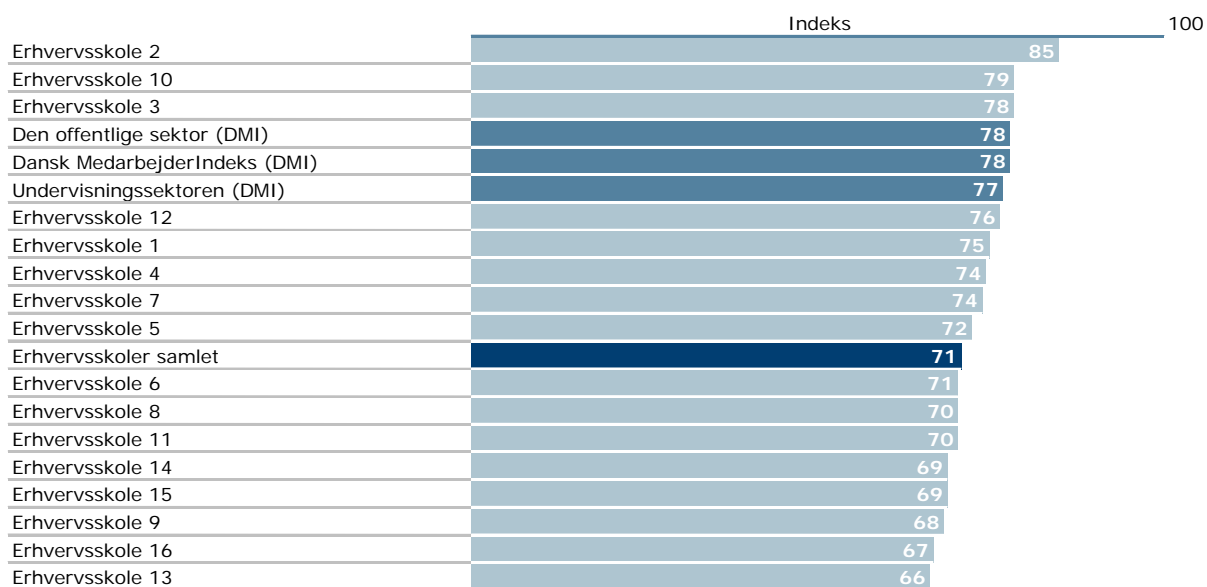 Indeks 100
Erhvervsskole 2 85
Erhvervsskole 10 79
Erhvervsskole 3 78
Den offentlige sektor (DMI) 78
Dansk MedarbejderIndeks (DMI) 78
Undervisningssektoren (DMI) 77
Erhvervsskole 12 76
Erhvervsskole 1 75
Erhvervsskole 4 74
Erhvervsskole 7 74
Erhvervsskole 5 72
Erhvervsskoler samlet 71
Erhvervsskole 6 71
Erhvervsskole 8 70
Erhvervsskole 11 70
Erhvervsskole 14 69
Erhvervsskole 15 69
Erhvervsskole 9 68
Erhvervsskole 16 67
Erhvervsskole 13 66